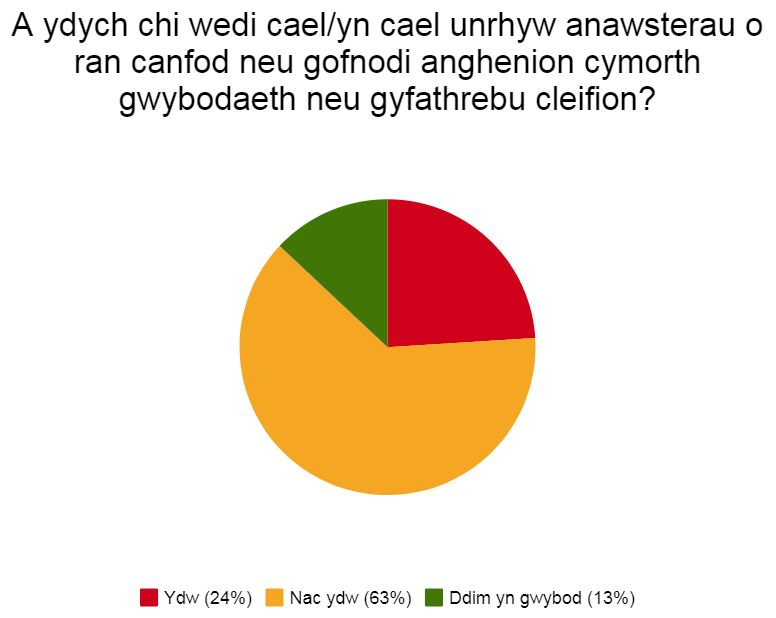 A ydych chi wedi cael/yn cael unrhyw anawsterau o
ran canfod neu gofnodi anghenion cymorth
gwybodaeth neu gyfathrebu cleifion?
Ydw (24%) Nac ydw (63%) Ddim yn gwybod (13%)